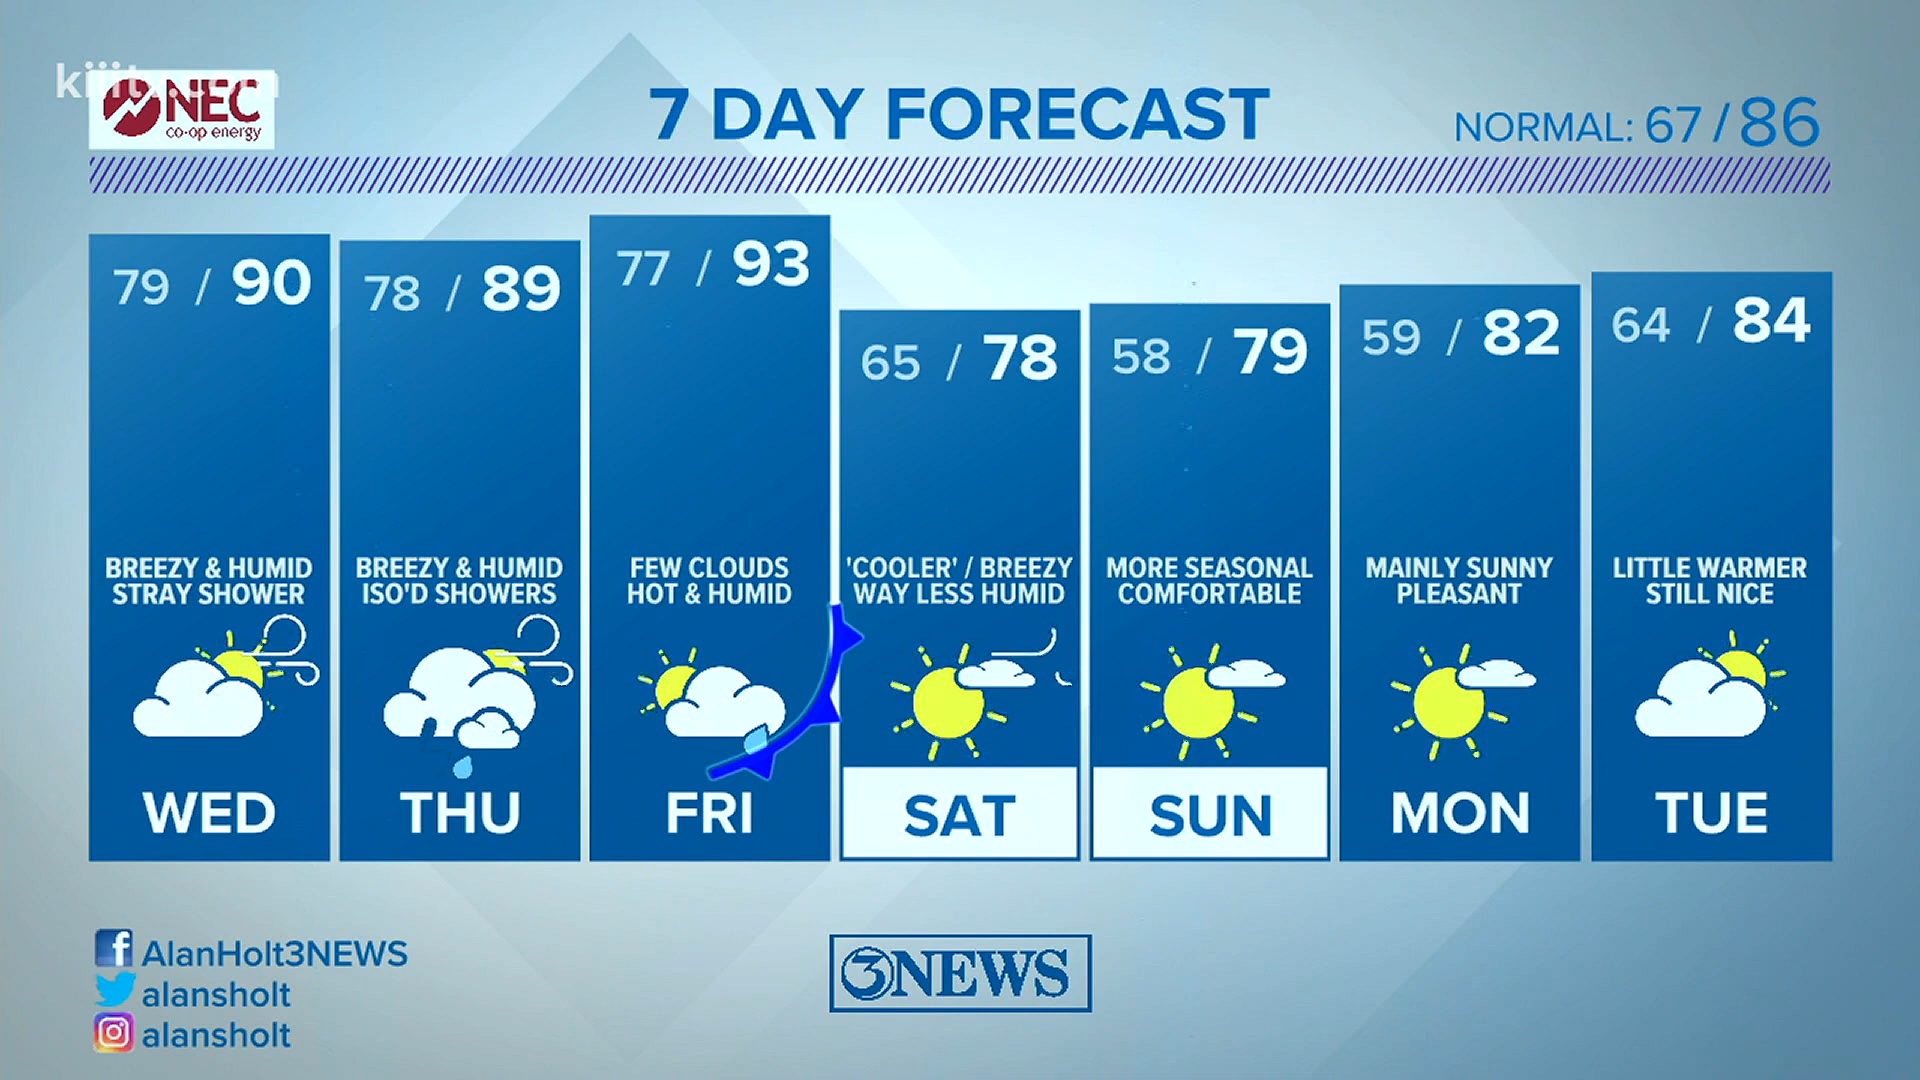 kiiitv.com
NEC
co-op energy
7 DAY FORECAST
NORMAL: 67 / 86
79 / 90
BREEZY & HUMID
STRAY SHOWER
WED
78 / 89
BREEZY & HUMID
ISO'D SHOWERS
THU
77 / 93
FEW CLOUDS
HOT & HUMID
FRI
65 / 78
'COOLER' / BREEZY
WAY LESS HUMID
SAT
58 / 79
MORE SEASONAL
COMFORTABLE
SUN
59 / 82
MAINLY SUNNY
PLEASANT
MON
64 / 84
LITTLE WARMER
STILL NICE
TUE
f AlanHolt3NEWS
alansholt
alansholt
3NEWS